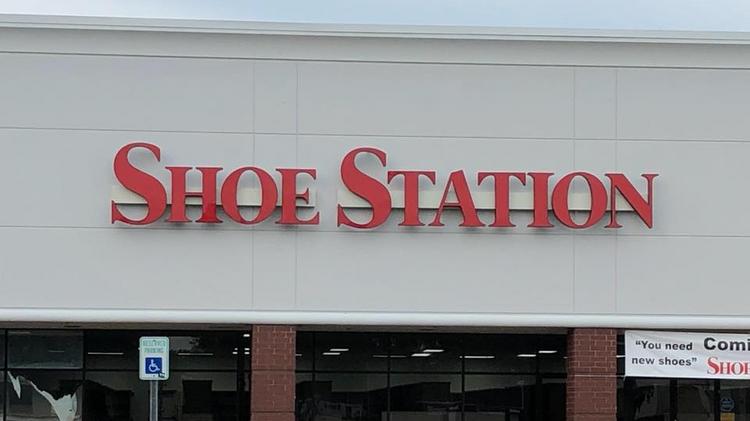 SHOE STATION
RESERVED
PARKING
"You need
new shoes"
Comi
SHOE